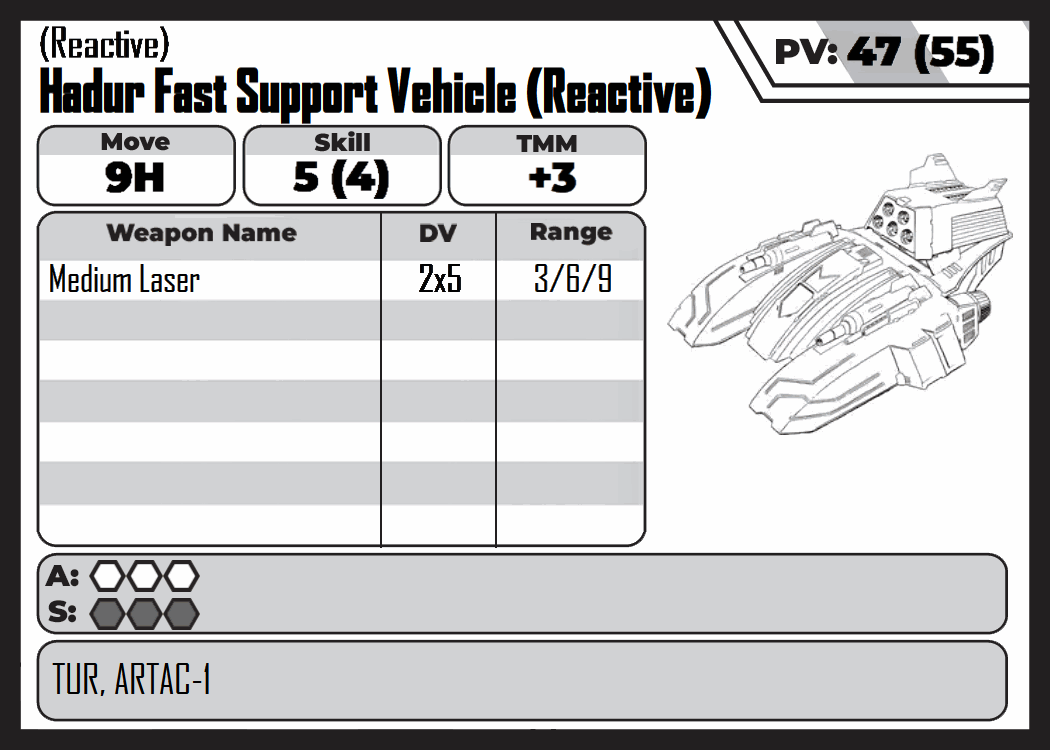 (Reactive)
Hadur Fast Support Vehicle (Reactive)
PV: 47 (55)
Move
9H
Skill
5 (4)
TMM
+3
Weapon Name DV Range
Medium Laser 2x5 3/6/9
A:
S:
TUR, ARTAC-1